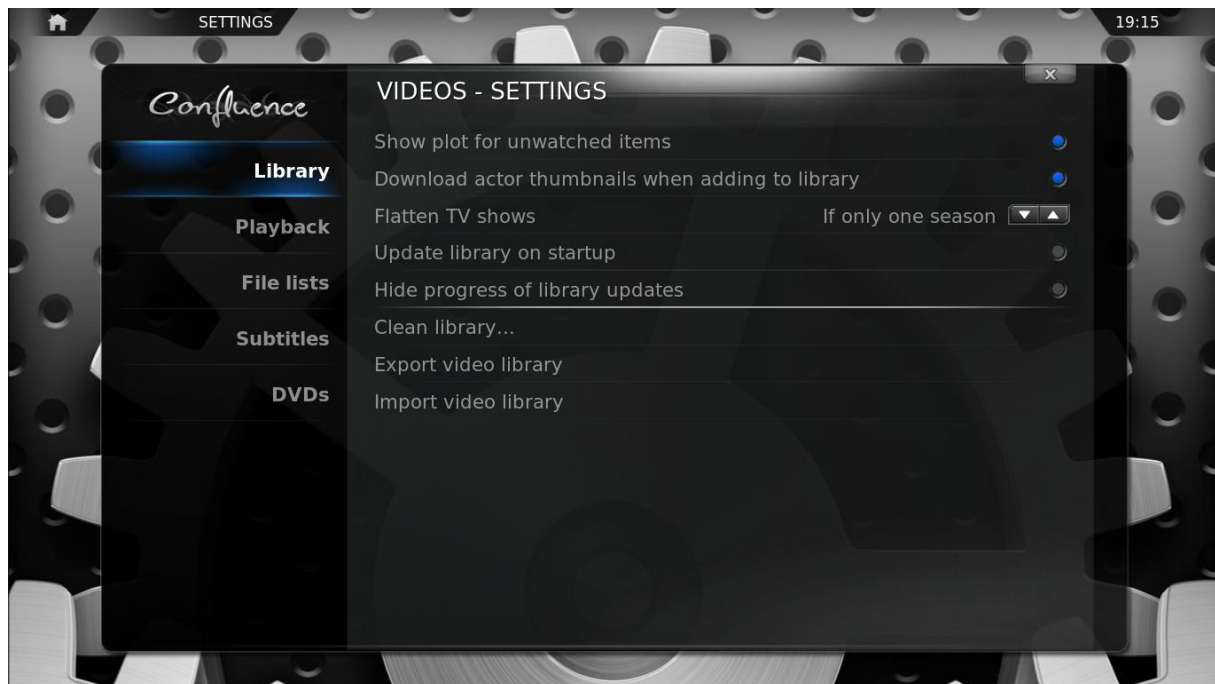 SETTINGS
19:15
Confluence
VIDEOS - SETTINGS
Library
Playback
File lists
Subtitles
DVDs
Show plot for unwatched items
Download actor thumbnails when adding to library
Flatten TV shows If only one season
Update library on startup
Hide progress of library updates
Clean library...
Export video library
Import video library